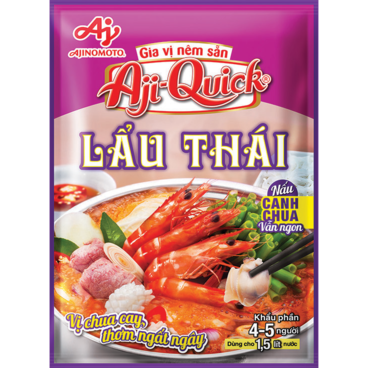 Aj
AJINOMOTO®
Gia vị nêm sẵn
Aji-Quick®
LẨU THÁI
Nấu
CANH
CHUA
Vẫn ngon
Vị chua cay,
thơm ngất ngây
Khẩu phần
4-5 người
Dùng cho 1,5 lít nước